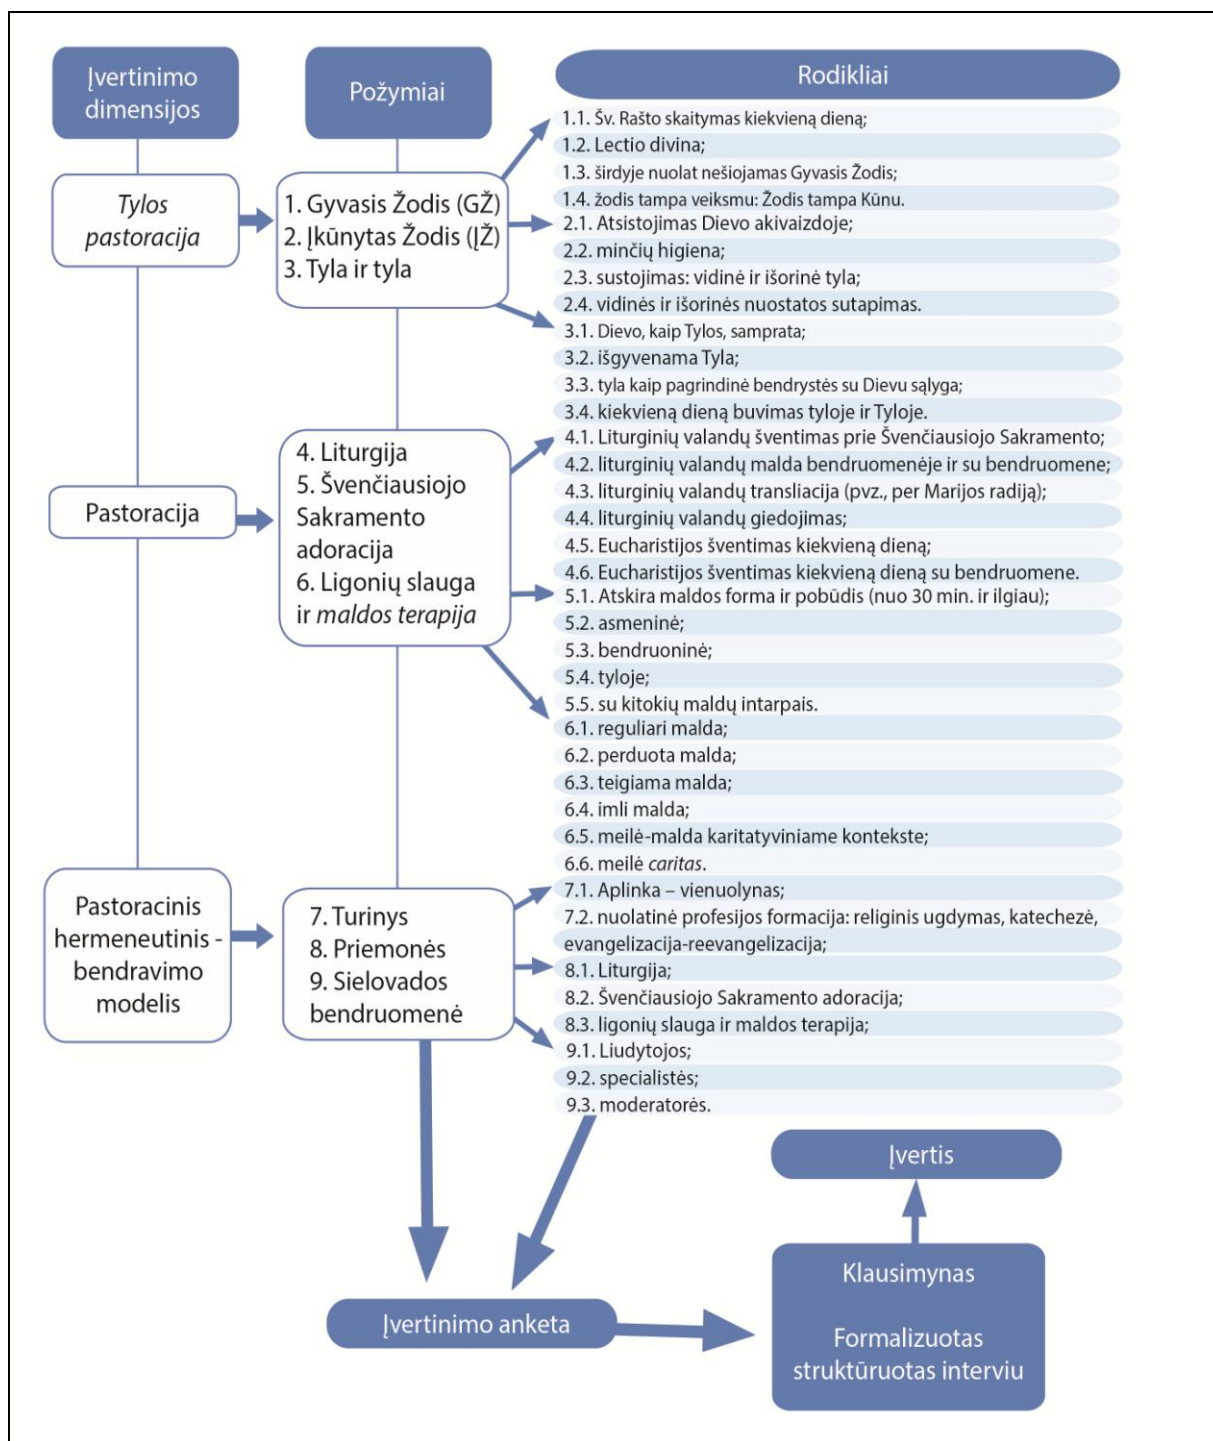 Įvertinimo
dimensijos
Požymiai
Rodikliai
Tylos
pastoracija
1. Gyvasis Žodis (GŽ)
2. Įkūnytas Žodis (ĮŽ)
3. Tyla ir tyla
1.1. Šv. Rašto skaitymas kiekvieną dieną;
1.2. Lectio divina;
1.3. širdyje nuolat nešiojamas Gyvasis Žodis;
1.4. žodis tampa veiksmu: Žodis tampa Kūnu.
2.1. Atsistojimas Dievo akivaizdoje;
2.2. minčių higiena;
2.3. sustojimas: vidinė ir išorinė tyla;
2.4. vidinės ir išorinės nuostatos sutapimas.
3.1. Dievo, kaip Tylos, samprata;
3.2. išgyvenama Tyla;
3.3. tyla kaip pagrindinė bendrystės su Dievu sąlyga;
3.4. kiekvieną dieną buvimas tyloje ir Tyloje.
Pastoracija
4. Liturgija
5. Švenčiausiojo
Sakramento
adoracija
6. Ligonių slauga
ir maldos terapija
4.1. Liturginių valandų šventimas prie Švenčiausiojo Sakramento;
4.2. liturginių valandų malda bendruomenėje ir su bendruomene;
4.3. liturginių valandų transliacija (pvz., per Marijos radiją);
4.4. liturginių valandų giedojimas;
4.5. Eucharistijos šventimas kiekvieną dieną;
4.6. Eucharistijos šventimas kiekvieną dieną su bendruomene.
5.1. Atskira maldos forma ir pobūdis (nuo 30 min. ir ilgiau);
5.2. asmeninė;
5.3. bendruoninė;
5.4. tyloje;
5.5. su kitokių maldų intarpais.
6.1. reguliari malda;
6.2. perduota malda;
6.3. teigiama malda;
6.4. imli malda;
6.5. meilė-malda karitatyviniame kontekste;
6.6. meilė caritas.
Pastoracinis
hermeneutinis -
bendravimo
modelis
7. Turinys
8. Priemonės
9. Sielovados
bendruomenė
7.1. Aplinka – vienuolynas;
7.2. nuolatinė profesijos formacija: religinis ugdymas, katechezė,
evangelizacija-reevangelizacija;
8.1. Liturgija;
8.2. Švenčiausiojo Sakramento adoracija;
8.3. ligonių slauga ir maldos terapija;
9.1. Liudytojos;
9.2. specialistės;
9.3. moderatorės.
Įvertis
Klausimynas
Formalizuotas
struktūruotas interviu
Įvertinimo anketa